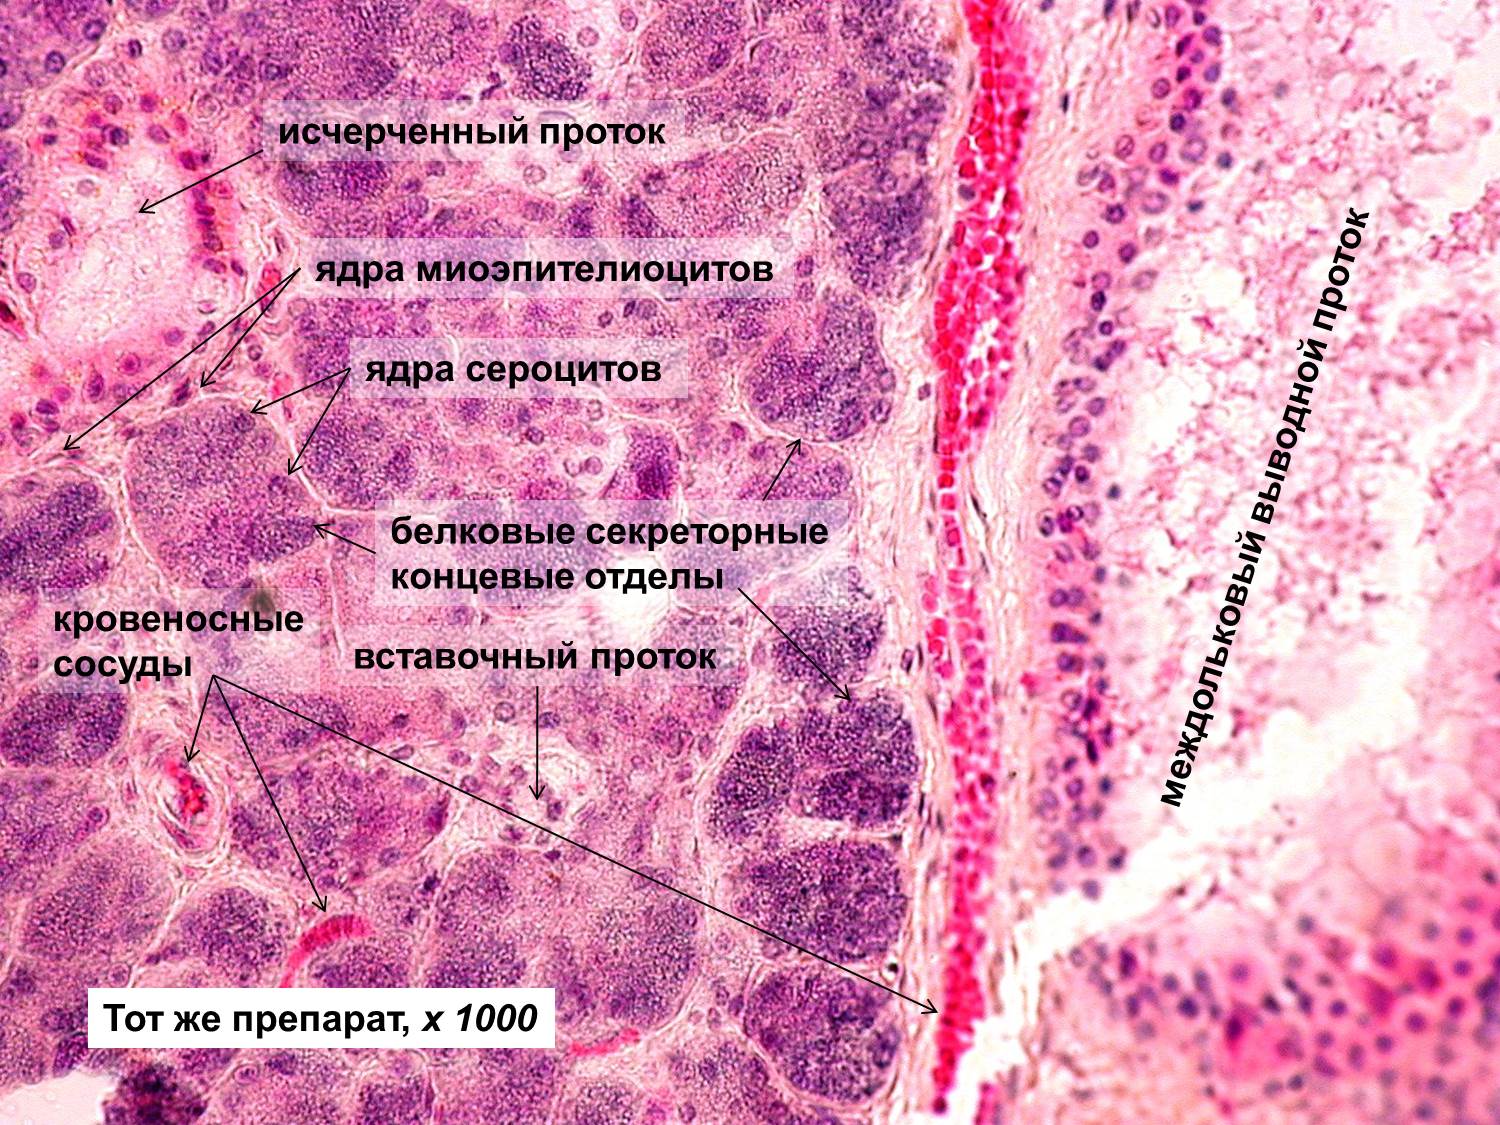 исчерченный проток
ядра миоэпителиоцитов
ядра сероцитов
белковые секреторные
концевые отделы
кровеносные
сосуды
вставочный проток
междольковый выводной проток
Тот же препарат, х 1000